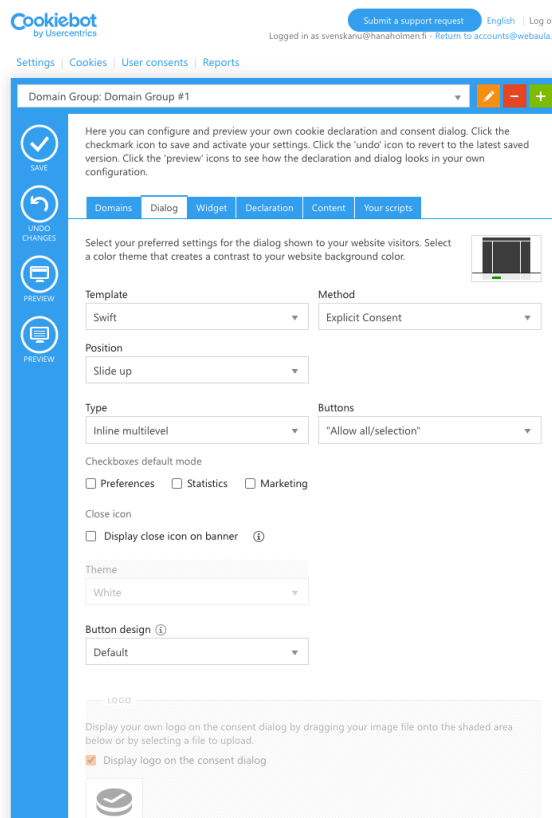 Cookiebot
by Usercentrics
Submit a support request English | Log
Logged in as svenskanu@hanaholmen.fi - Return to accounts@webaula.
Settings | Cookies | User consents | Reports
Domain Group: Domain Group #1
SAVE
UNDO
CHANGES
PREVIEW
PREVIEW
Here you can configure and preview your own cookie declaration and consent dialog. Click the
checkmark icon to save and activate your settings. Click the 'undo' icon to revert to the latest saved
version. Click the 'preview' icons to see how the declaration and dialog looks in your own
configuration.
Domains Dialog Widget Declaration Content Your scripts
Select your preferred settings for the dialog shown to your website visitors. Select
a color theme that creates a contrast to your website background color.
Template Method
Swift Explicit Consent
Position
Slide up
Type Buttons
Inline multilevel "Allow all/selection"
Checkboxes default mode
Preferences Statistics Marketing
Close icon
Display close icon on banner
Theme
White
Button design
Default
LOGO
Display your own logo on the consent dialog by dragging your image file onto the shaded area
below or by selecting a file to upload.
Display logo on the consent dialog